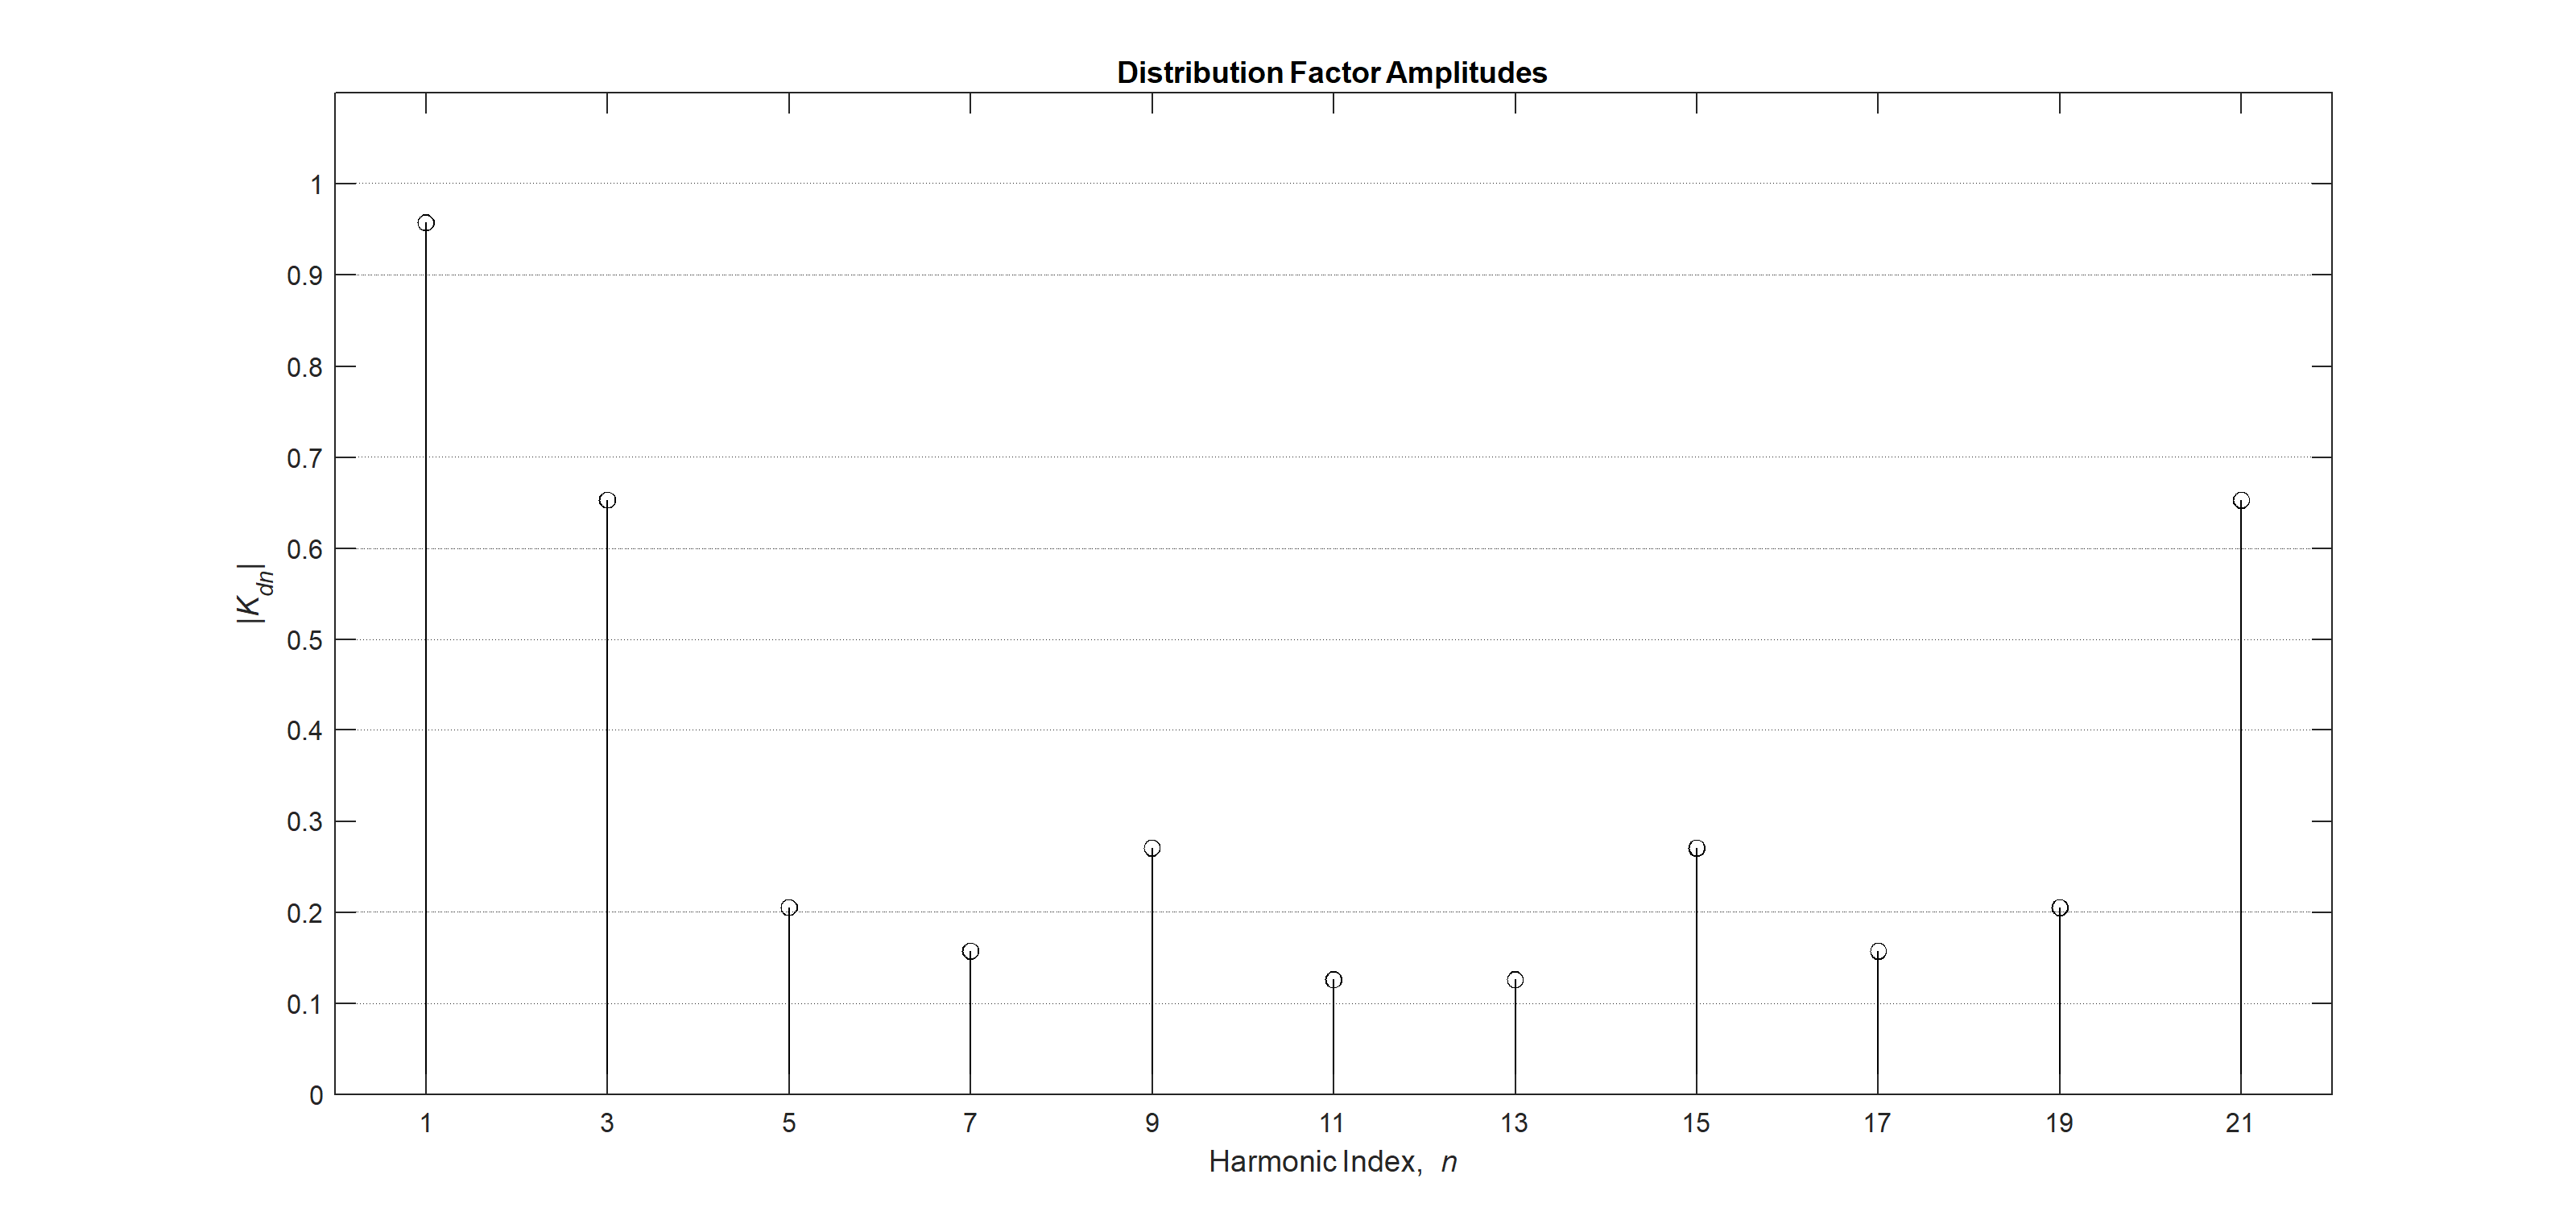 Distribution Factor Amplitudes
1
0.9
0.8
0.7
0.6
0.5
0.4
0.3
0.2
0.1
0
|K_dn|
1 3 5 7 9 11 13 15 17 19 21
Harmonic Index, n